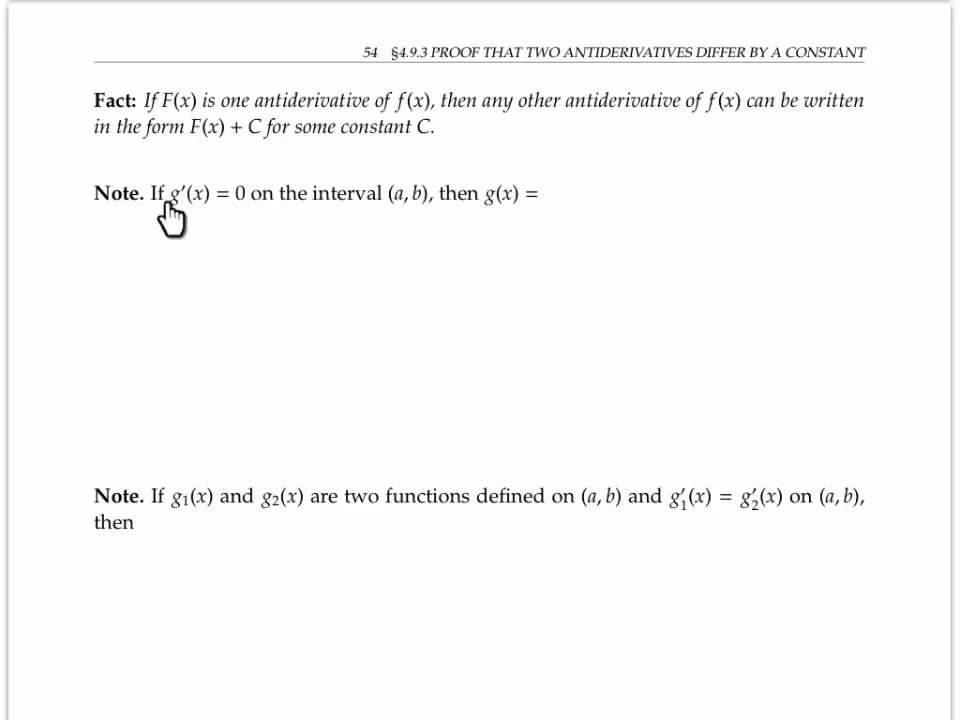 54 §4.9.3 PROOF THAT TWO ANTIDERIVATIVES DIFFER BY A CONSTANT
Fact: If F(x) is one antiderivative of f(x), then any other antiderivative of f(x) can be written
in the form F(x) + C for some constant C.
Note. If g′(x) = 0 on the interval (a, b), then g(x) =
Note. If g₁(x) and g₂(x) are two functions defined on (a, b) and g₁′(x) = g₂′(x) on (a, b),
then